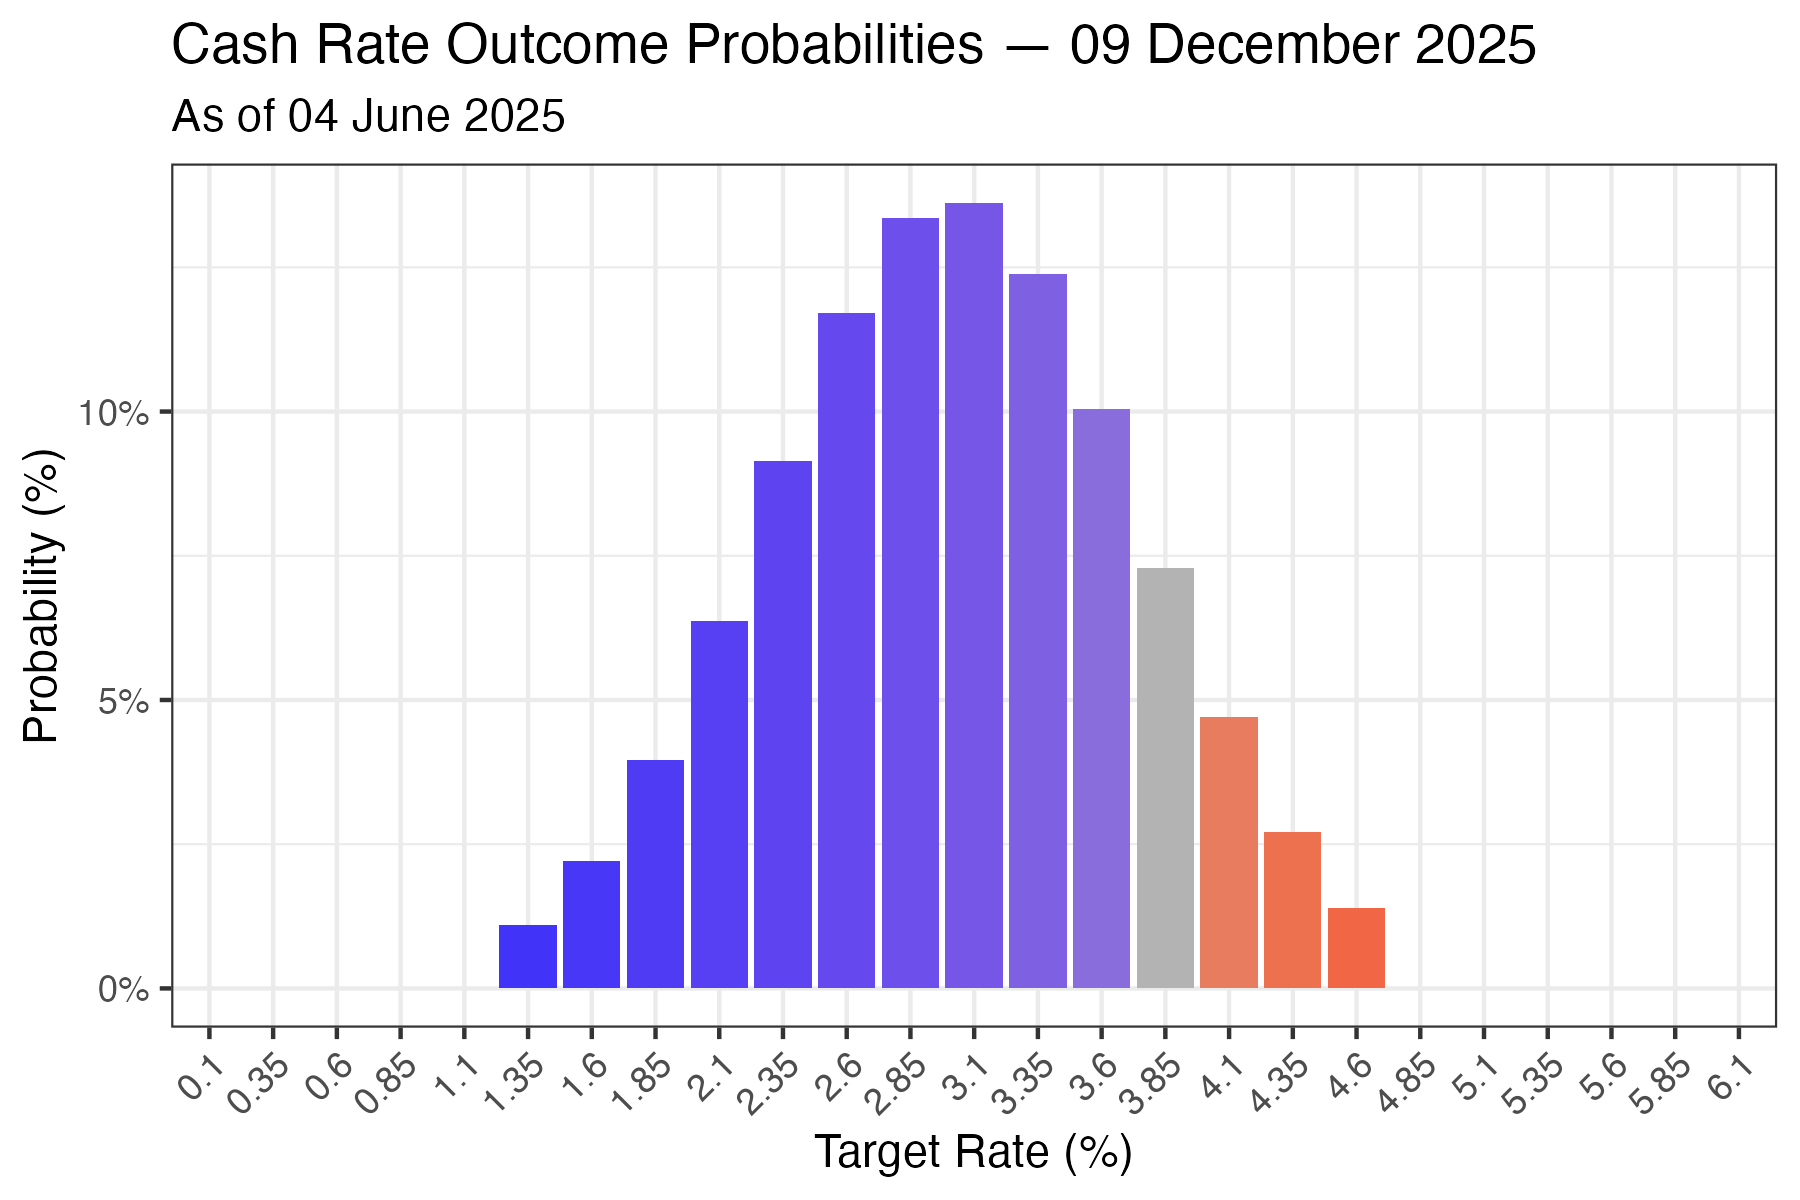 Cash Rate Outcome Probabilities — 09 December 2025
As of 04 June 2025
Probability (%)
10%
5%
0%
0.1 0.35 0.6 0.85 1.1 1.35 1.6 1.85 2.1 2.35 2.6 2.85 3.1 3.35 3.6 3.85 4.1 4.35 4.6 4.85 5.1 5.35 5.6 5.85 6.1
Target Rate (%)